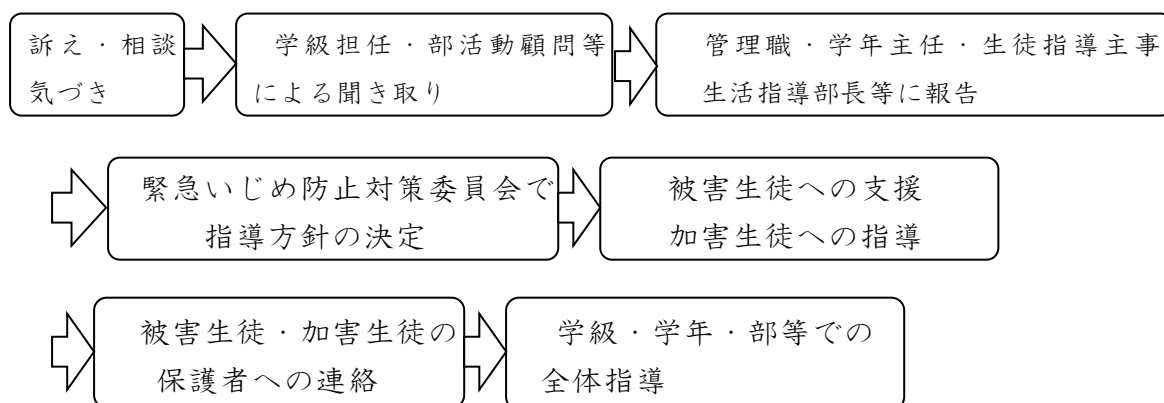 訴え・相談
気づき
学級担任・部活動顧問等
による聞き取り
管理職・学年主任・生徒指導主事
生活指導部長等に報告
緊急いじめ防止対策委員会で
指導方針の決定
被害生徒への支援
加害生徒への指導
被害生徒・加害生徒の
保護者への連絡
学級・学年・部等での
全体指導